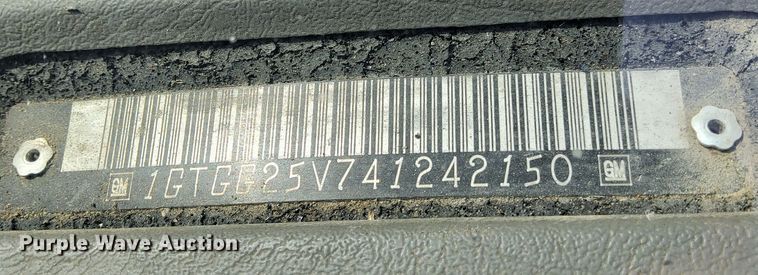 GM 1GTGG25V741242150 GM
Purple Wave Auction